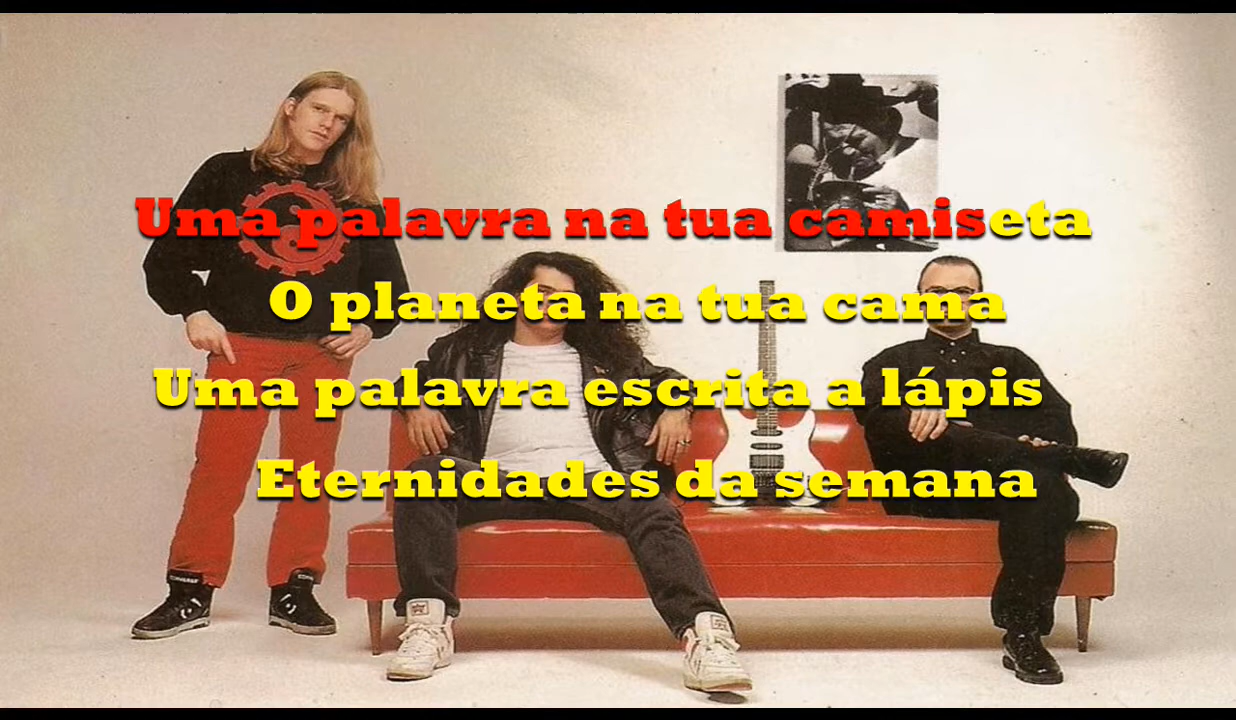 Uma palavra na tua camiseta
O planeta na tua cama
Uma palavra escrita a lápis
Eternidades da semana